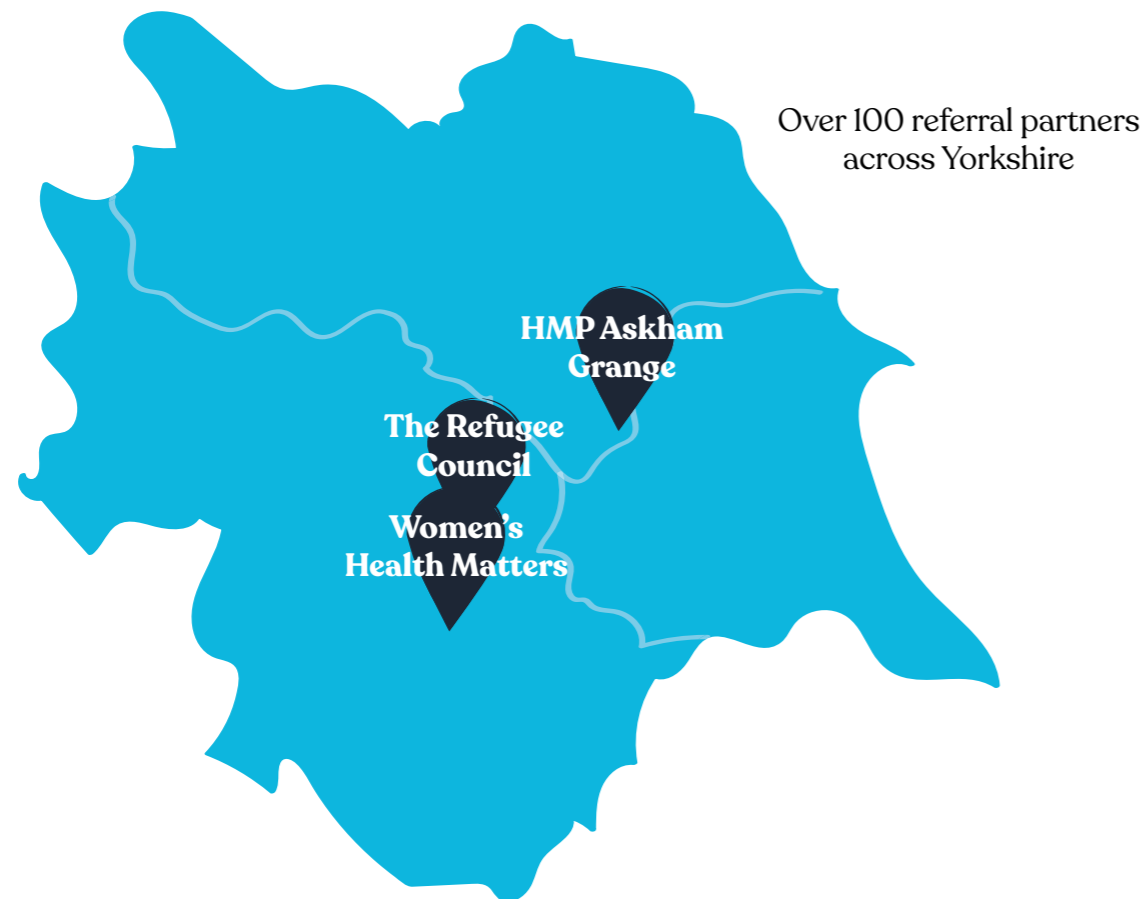 Over 100 referral partners
across Yorkshire
HMP Askham
Grange
The Refugee
Council
Women’s
Health Matters